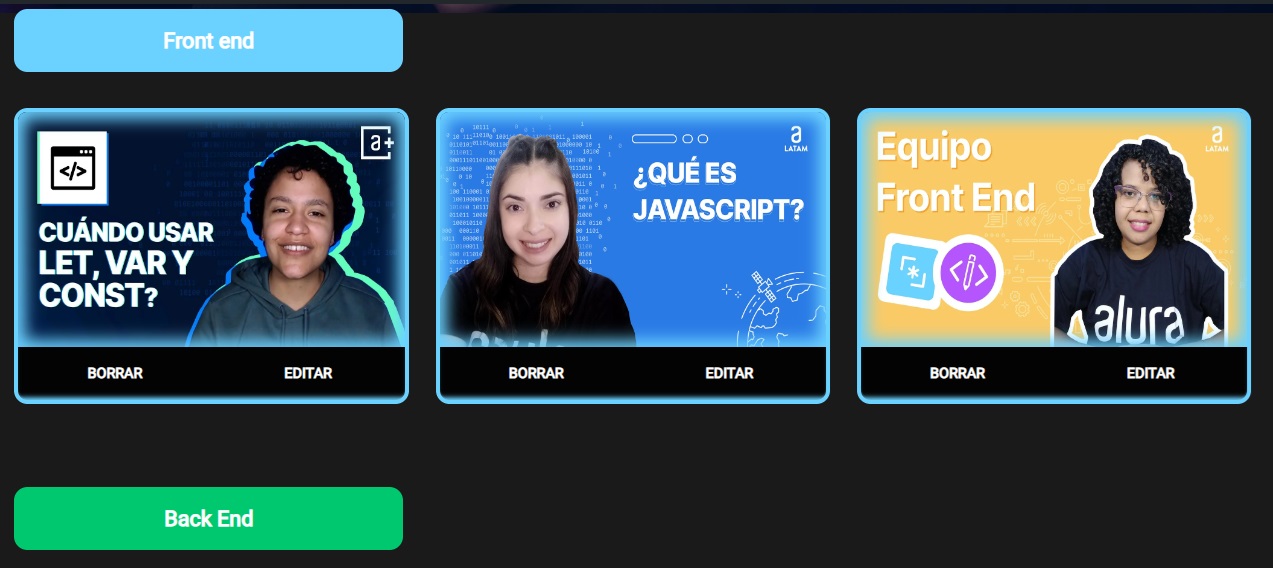 Front end
</>
a+
CUÁNDO USAR
LET, VAR Y
CONST?
BORRAR
EDITAR
¿QUÉ ES
JAVASCRIPT?
a
LATAM
BORRAR
EDITAR
Equipo
Front End
a
LATAM
</>
alura
BORRAR
EDITAR
Back End